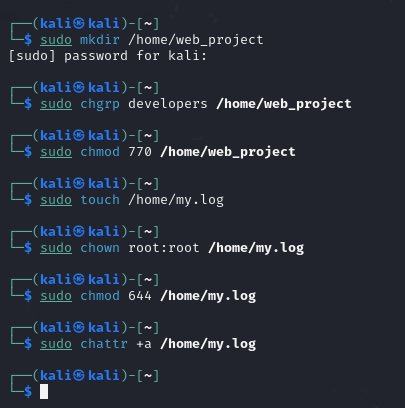 ┌──(kali㉿kali)-[~]
└─$ sudo mkdir /home/web_project
[sudo] password for kali:
┌──(kali㉿kali)-[~]
└─$ sudo chgrp developers /home/web_project
┌──(kali㉿kali)-[~]
└─$ sudo chmod 770 /home/web_project
┌──(kali㉿kali)-[~]
└─$ sudo touch /home/my.log
┌──(kali㉿kali)-[~]
└─$ sudo chown root:root /home/my.log
┌──(kali㉿kali)-[~]
└─$ sudo chmod 644 /home/my.log
┌──(kali㉿kali)-[~]
└─$ sudo chattr +a /home/my.log
┌──(kali㉿kali)-[~]
└─$